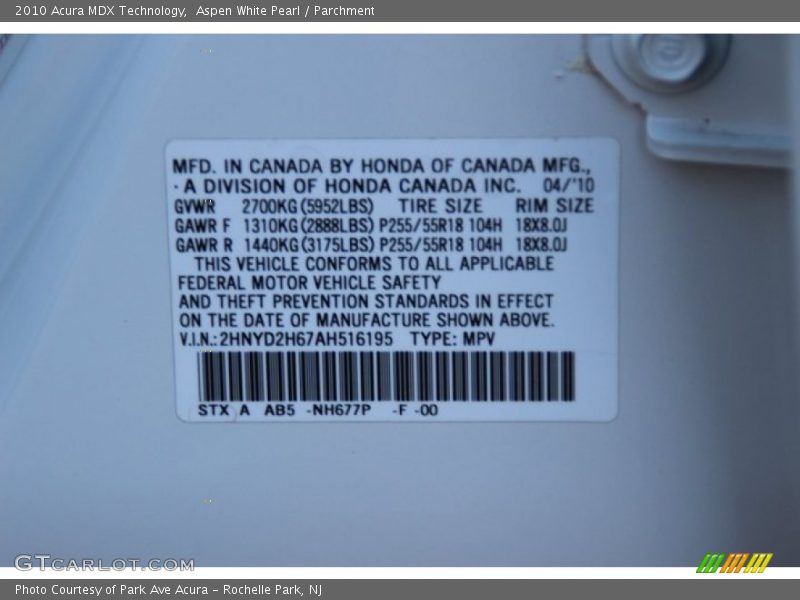 2010 Acura MDX Technology,  Aspen White Pearl / Parchment
MFD. IN CANADA BY HONDA OF CANADA MFG.,
A DIVISION OF HONDA CANADA INC. 04/'10
GVWR 2700KG(5952LBS) TIRE SIZE RIM SIZE
GAWR F 1310KG(2888LBS) P255/55R18 104H 18X8.0J
GAWR R 1440KG(3175LBS) P255/55R18 104H 18X8.0J
THIS VEHICLE CONFORMS TO ALL APPLICABLE
FEDERAL MOTOR VEHICLE SAFETY
AND THEFT PREVENTION STANDARDS IN EFFECT
ON THE DATE OF MANUFACTURE SHOWN ABOVE.
V.I.N.: 2HNYD2H67AH516195 TYPE: MPV
STX A AB5 -NH677P -F -00
GTCARLOT.COM
Photo Courtesy of Park Ave Acura – Rochelle Park, NJ